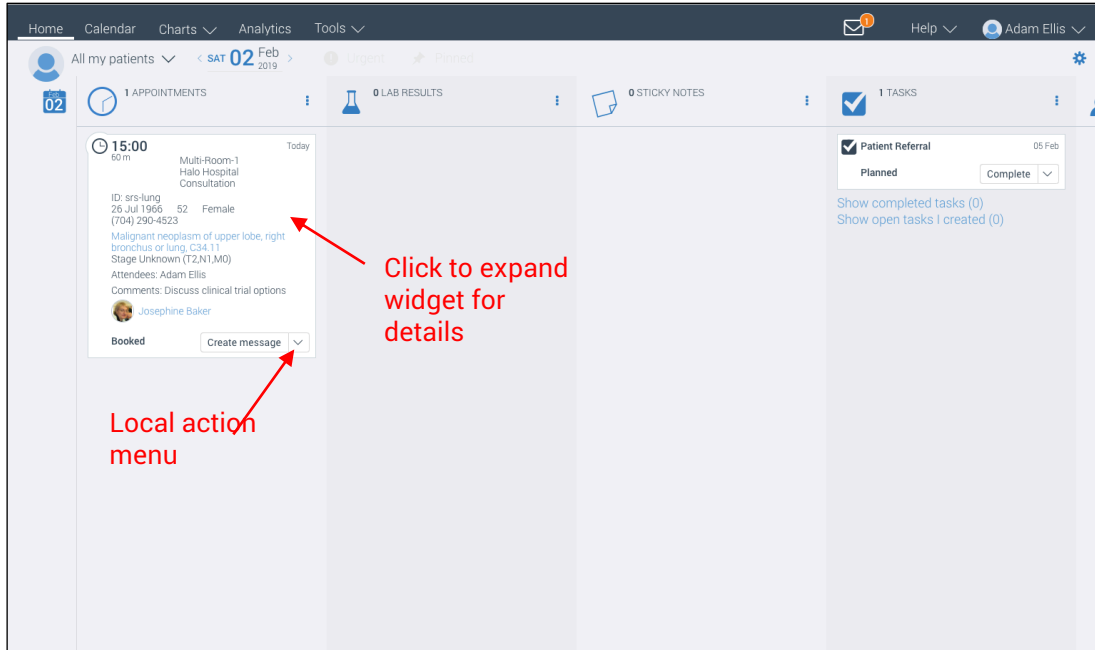 Home Calendar Charts Analytics Tools 1 Help Adam Ellis
All my patients < SAT 02 Feb 2019 > Urgent Pinned
Feb 02
1 APPOINTMENTS
0 LAB RESULTS
0 STICKY NOTES
1 TASKS
15:00 Today
60 m
Multi-Room-1
Halo Hospital
Consultation
ID: srs-lung
26 Jul 1966 52 Female
(704) 290-4523
Malignant neoplasm of upper lobe, right
bronchus or lung, C34.11
Stage Unknown (T2,N1,M0)
Attendees: Adam Ellis
Comments: Discuss clinical trial options
Josephine Baker
Booked Create message
Patient Referral 05 Feb
Planned Complete
Show completed tasks (0)
Show open tasks I created (0)
Click to expand
widget for
details
Local action
menu